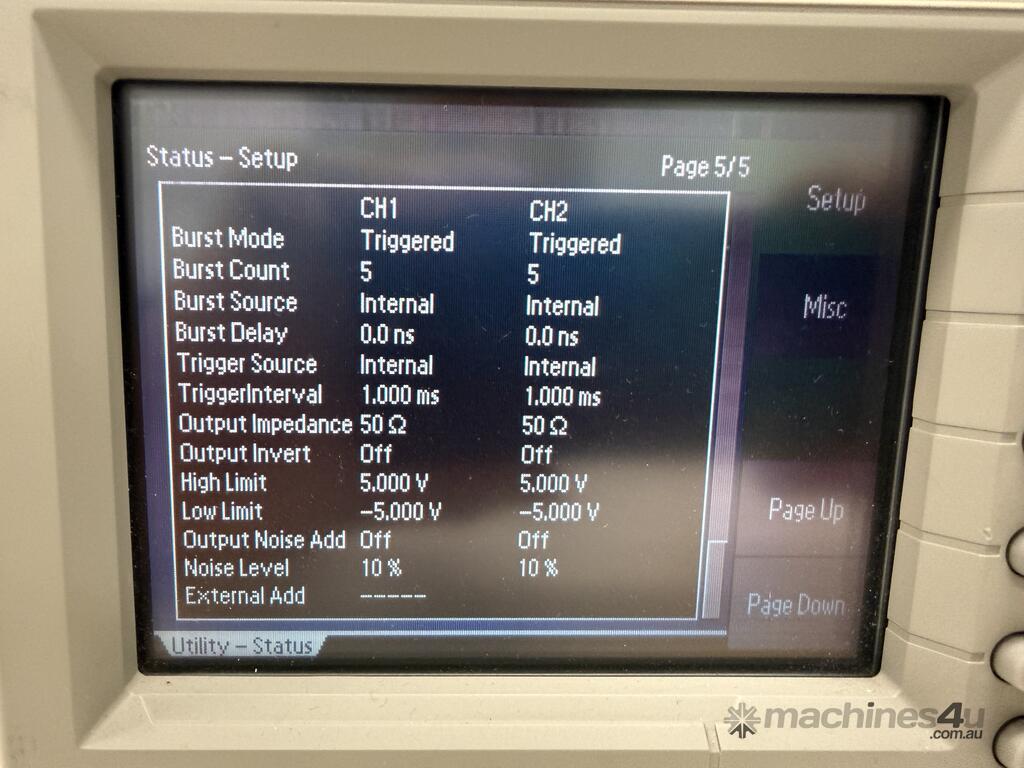 Status – Setup Page 5/5
Setup
CH1 CH2
Burst Mode Triggered Triggered
Burst Count 5 5
Misc
Burst Source Internal Internal
Burst Delay 0.0 ns 0.0 ns
Trigger Source Internal Internal
TriggerInterval 1.000 ms 1.000 ms
Output Impedance 50 Ω 50 Ω
Output Invert Off Off
High Limit 5.000 V 5.000 V
Low Limit –5.000 V –5.000 V
Page Up
Output Noise Add Off Off
Noise Level 10 % 10 %
External Add –––––
Page Down
Utility – Status
machines4u
.com.au